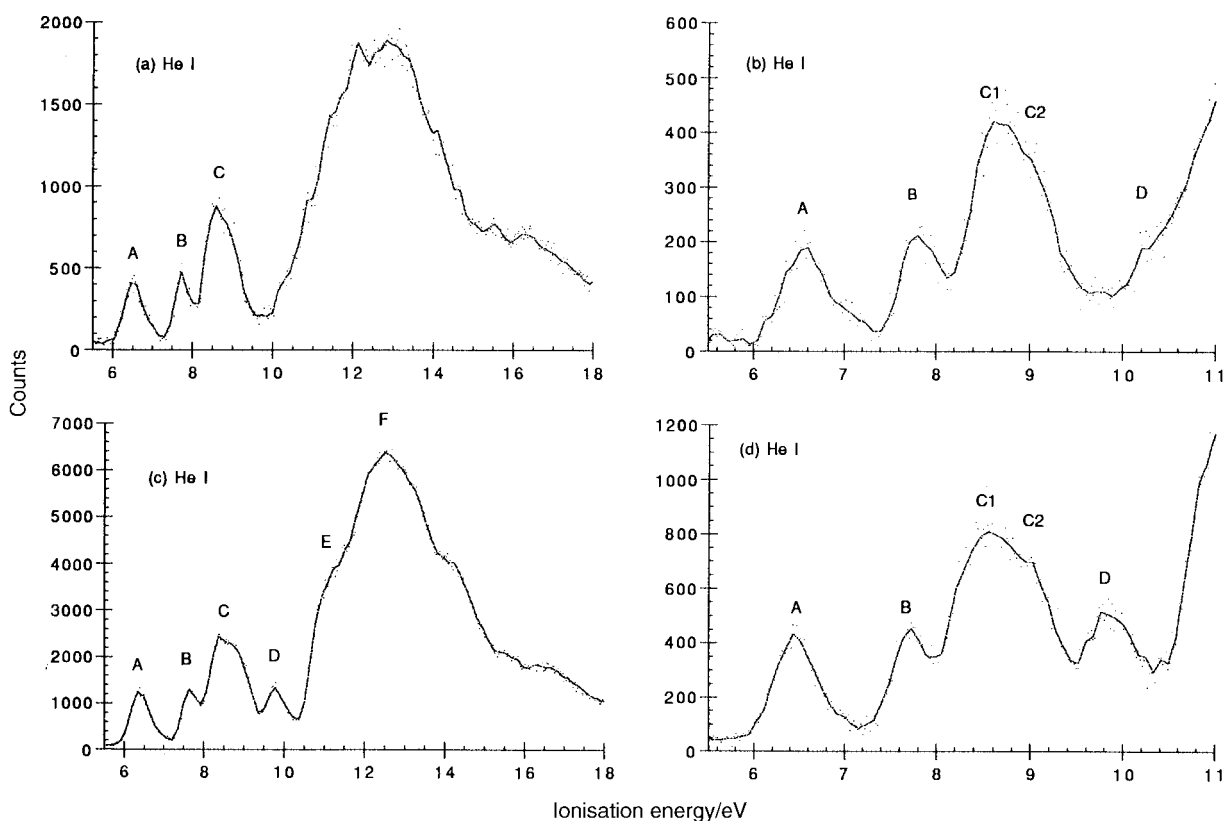 Counts
2000
1500
1000
500
0
(a) He I
A
B
C
6 8 10 12 14 16 18
600
500
400
300
200
100
0
(b) He I
A
B
C1
C2
D
6 7 8 9 10 11
7000
6000
5000
4000
3000
2000
1000
0
(c) He I
A
B
C
D
E
F
6 8 10 12 14 16 18
1200
1000
800
600
400
200
0
(d) He I
A
B
C1
C2
D
6 7 8 9 10 11
Ionisation energy/eV